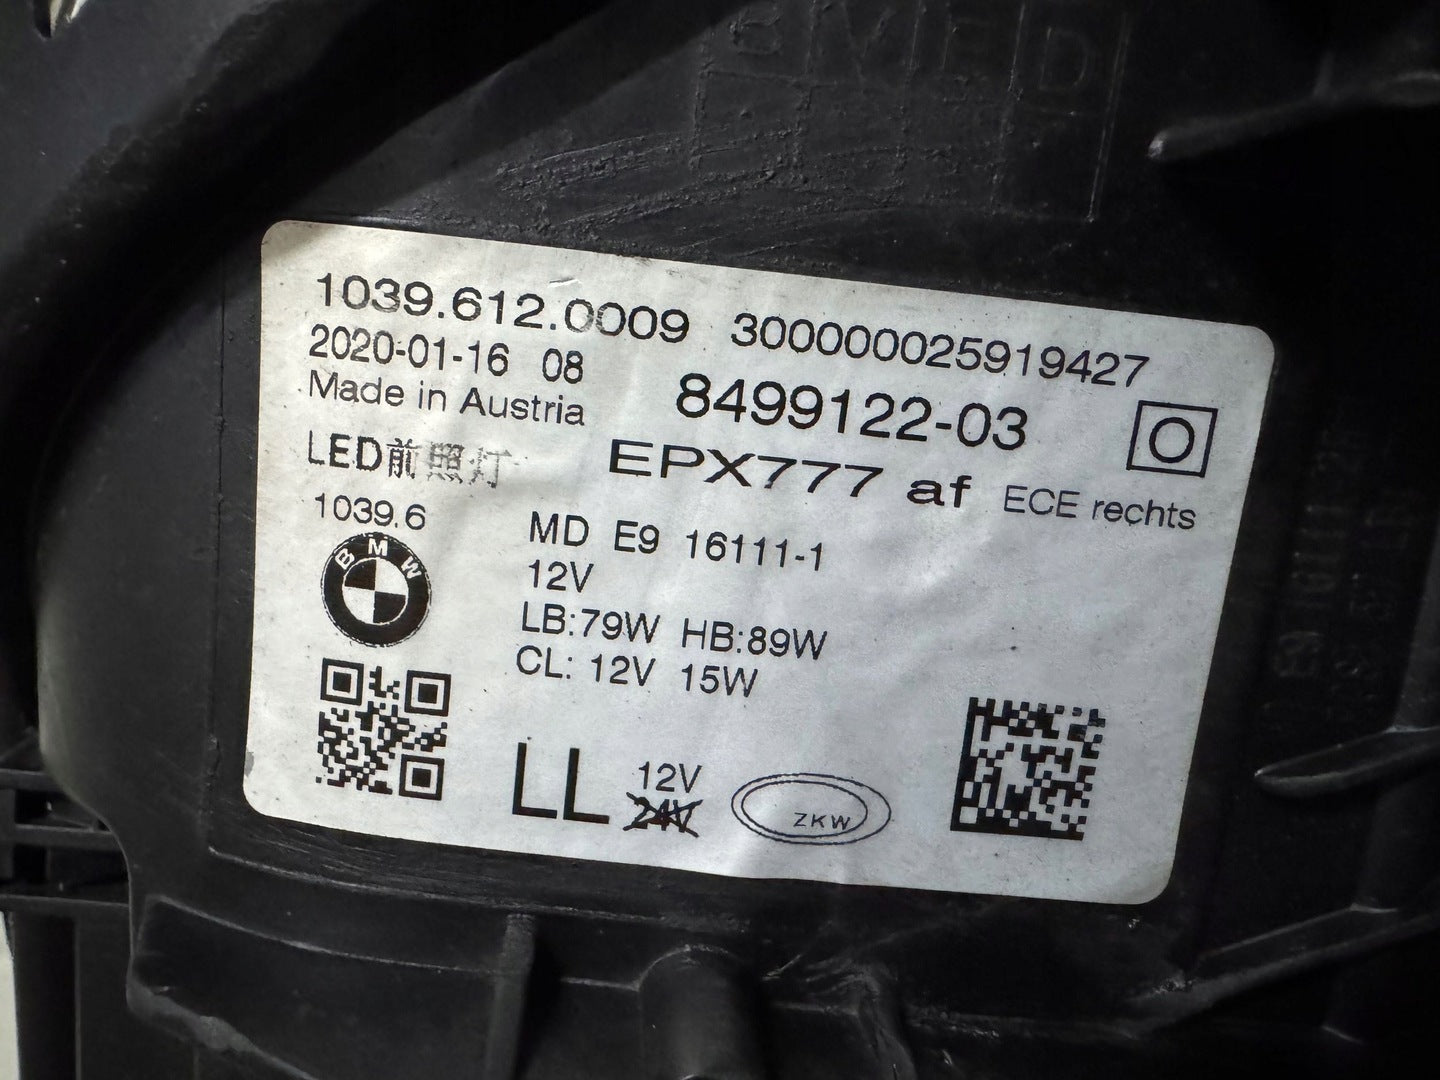 1039.612.0009 300000025919427
2020-01-16 08
Made in Austria
8499122-03
LED前照灯
EPX777 af ECE rechts
1039.6
BMW
MD E9 16111-1
12V
LB:79W HB:89W
CL: 12V 15W
LL
12V
24V
ZKW